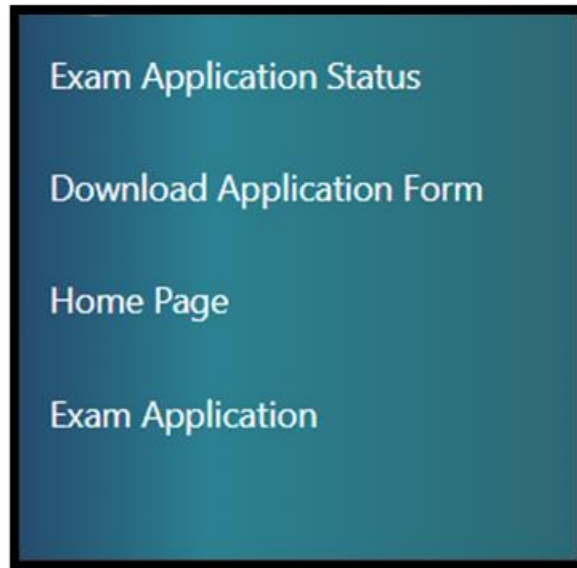 Exam Application Status
Download Application Form
Home Page
Exam Application